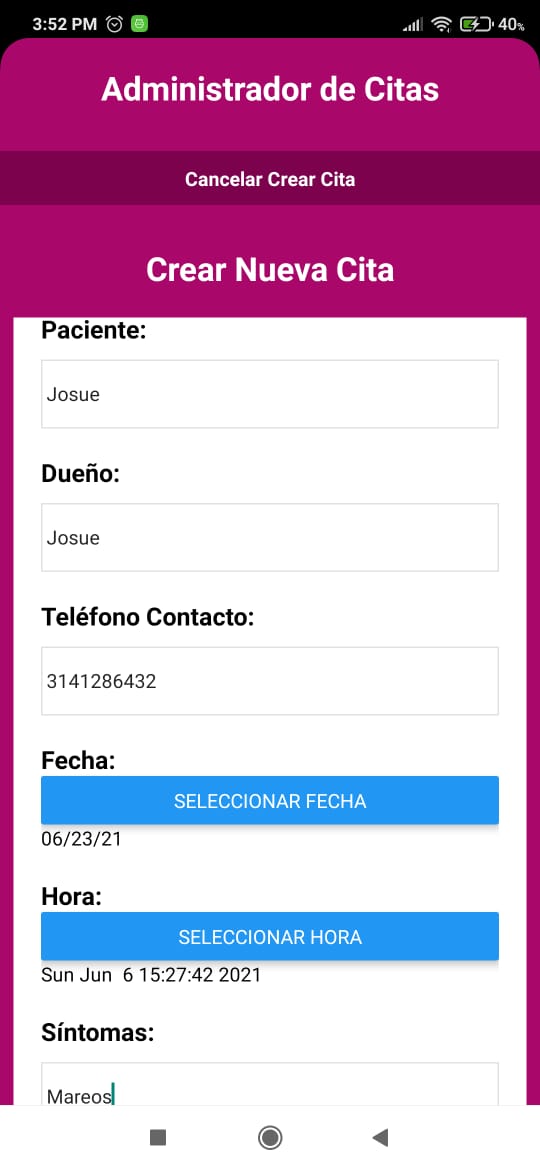 3:52 PM
40%
Administrador de Citas
Cancelar Crear Cita
Crear Nueva Cita
Paciente:
Josue
Dueño:
Josue
Teléfono Contacto:
3141286432
Fecha:
SELECCIONAR FECHA
06/23/21
Hora:
SELECCIONAR HORA
Sun Jun  6 15:27:42 2021
Síntomas:
Mareos